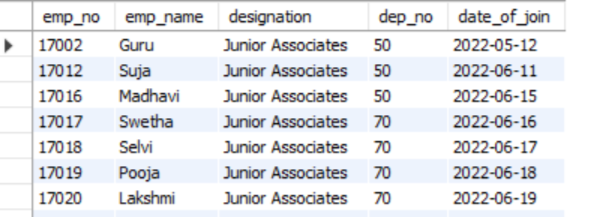 emp_no emp_name designation dep_no date_of_join
17002 Guru Junior Associates 50 2022-05-12
17012 Suja Junior Associates 50 2022-06-11
17016 Madhavi Junior Associates 50 2022-06-15
17017 Swetha Junior Associates 70 2022-06-16
17018 Selvi Junior Associates 70 2022-06-17
17019 Pooja Junior Associates 70 2022-06-18
17020 Lakshmi Junior Associates 70 2022-06-19